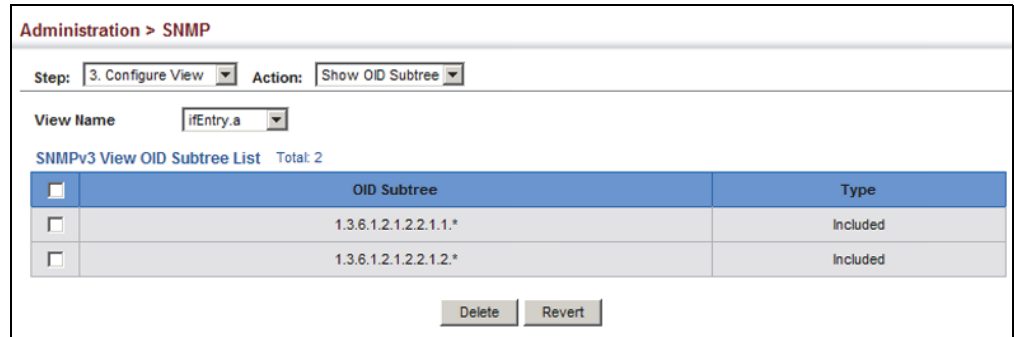 Administration > SNMP
Step: 3. Configure View Action: Show OID Subtree
View Name ifEntry.a
SNMPv3 View OID Subtree List Total: 2
OID Subtree Type
1.3.6.1.2.1.2.2.1.1.* Included
1.3.6.1.2.1.2.2.1.2.* Included
Delete Revert